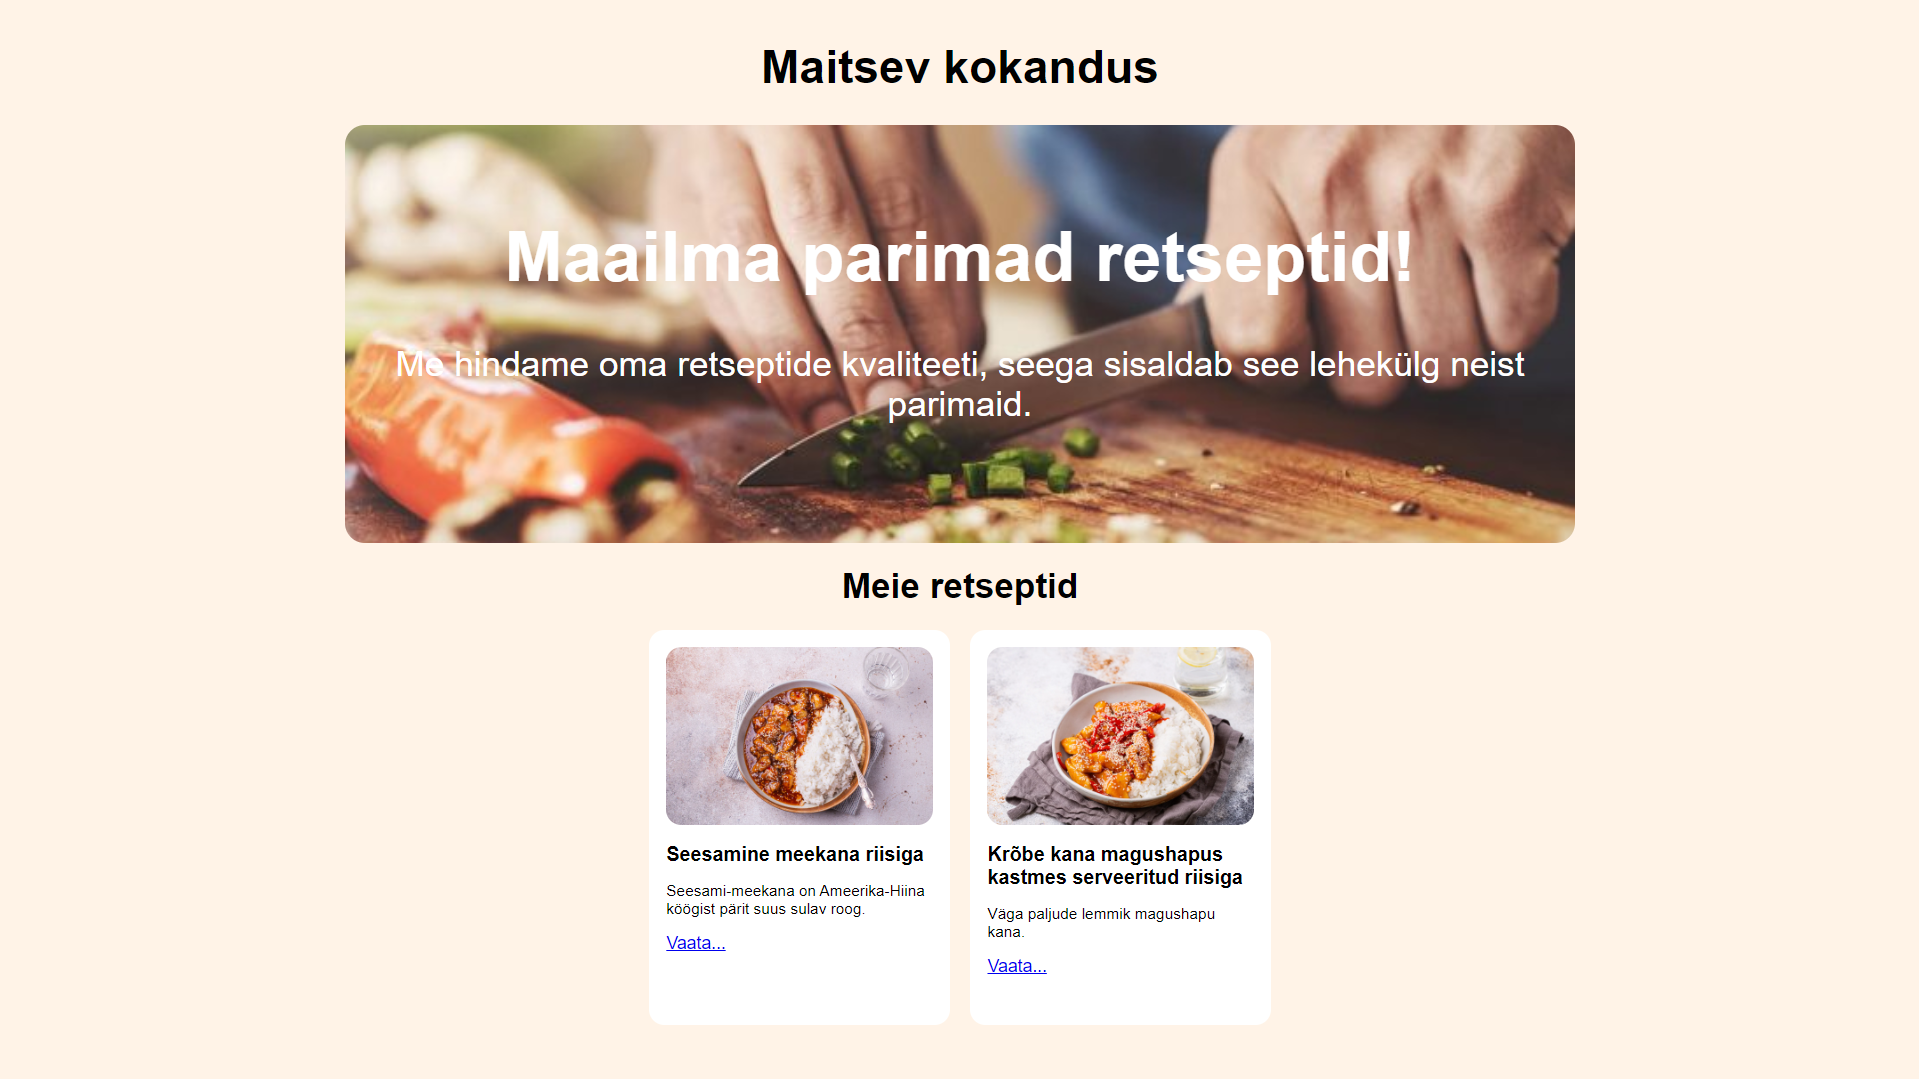 Maitsev kokandus
Maailma parimad retseptid!
Me hindame oma retseptide kvaliteeti, seega sisaldab see lehekülg neist
parimaid.
Meie retseptid
Seesamine meekana riisiga
Seesami-meekana on Ameerika-Hiina
köögist pärit suus sulav roog.
Vaata...
Krõbe kana magushapus
kastmes serveeritud riisiga
Väga paljude lemmik magushapu
kana.
Vaata...